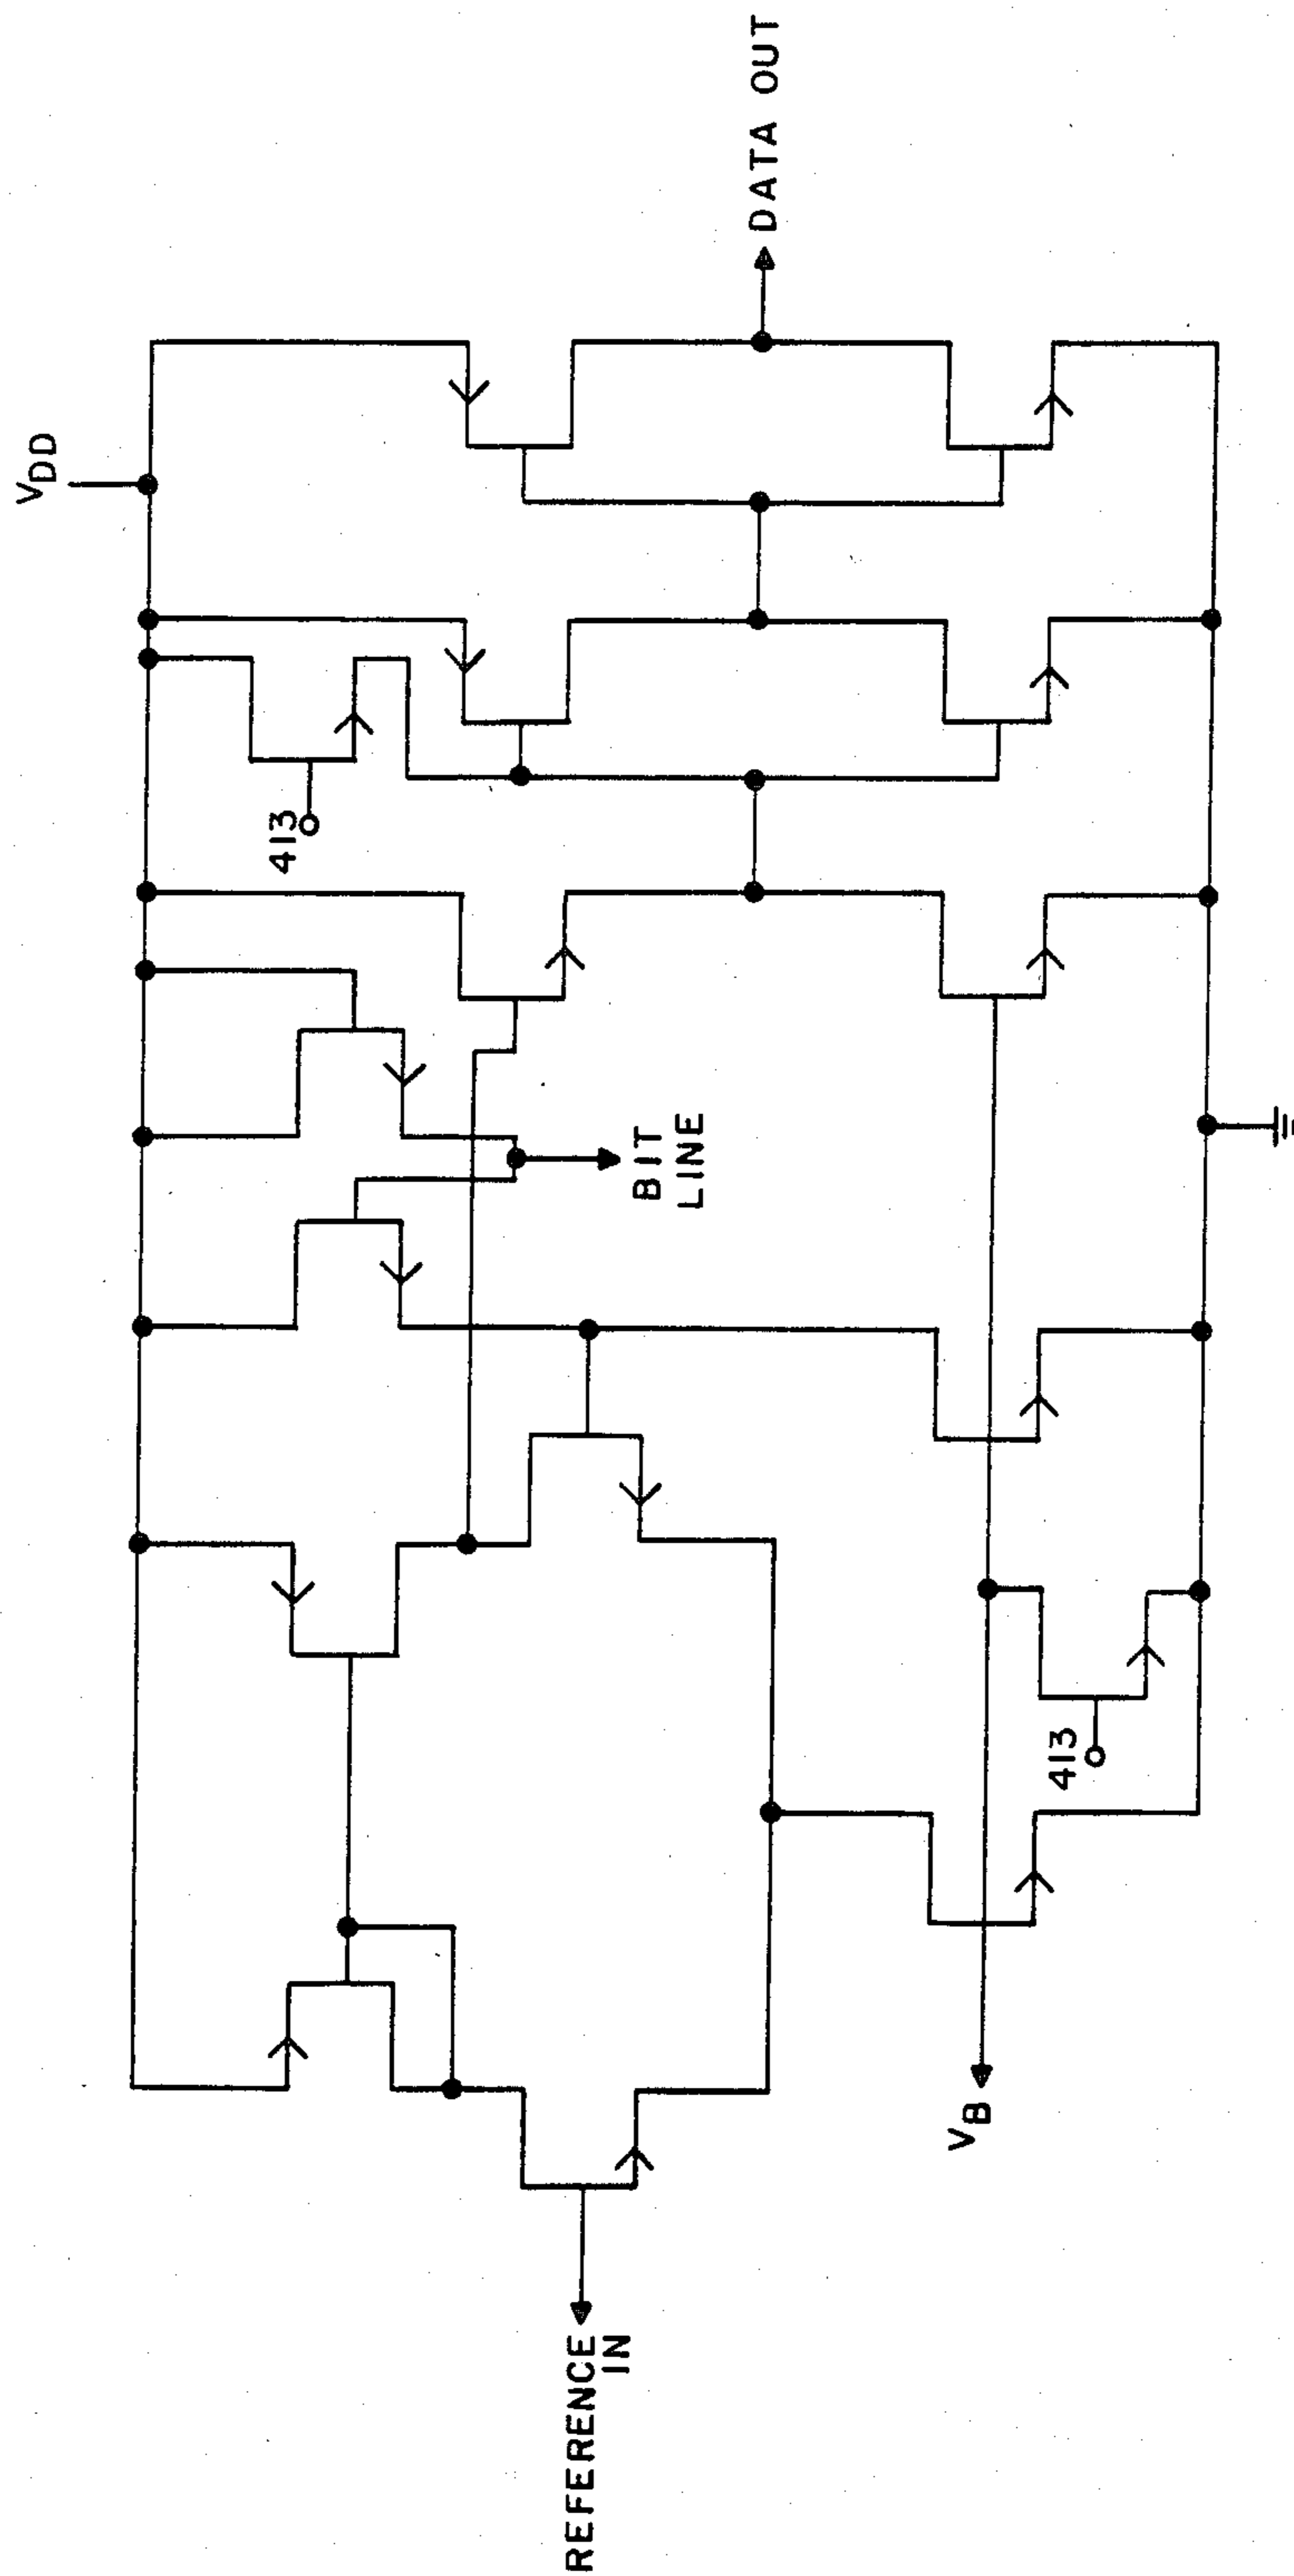 VDD
DATA OUT
413
BIT
LINE
413
VB
REFERENCE
IN